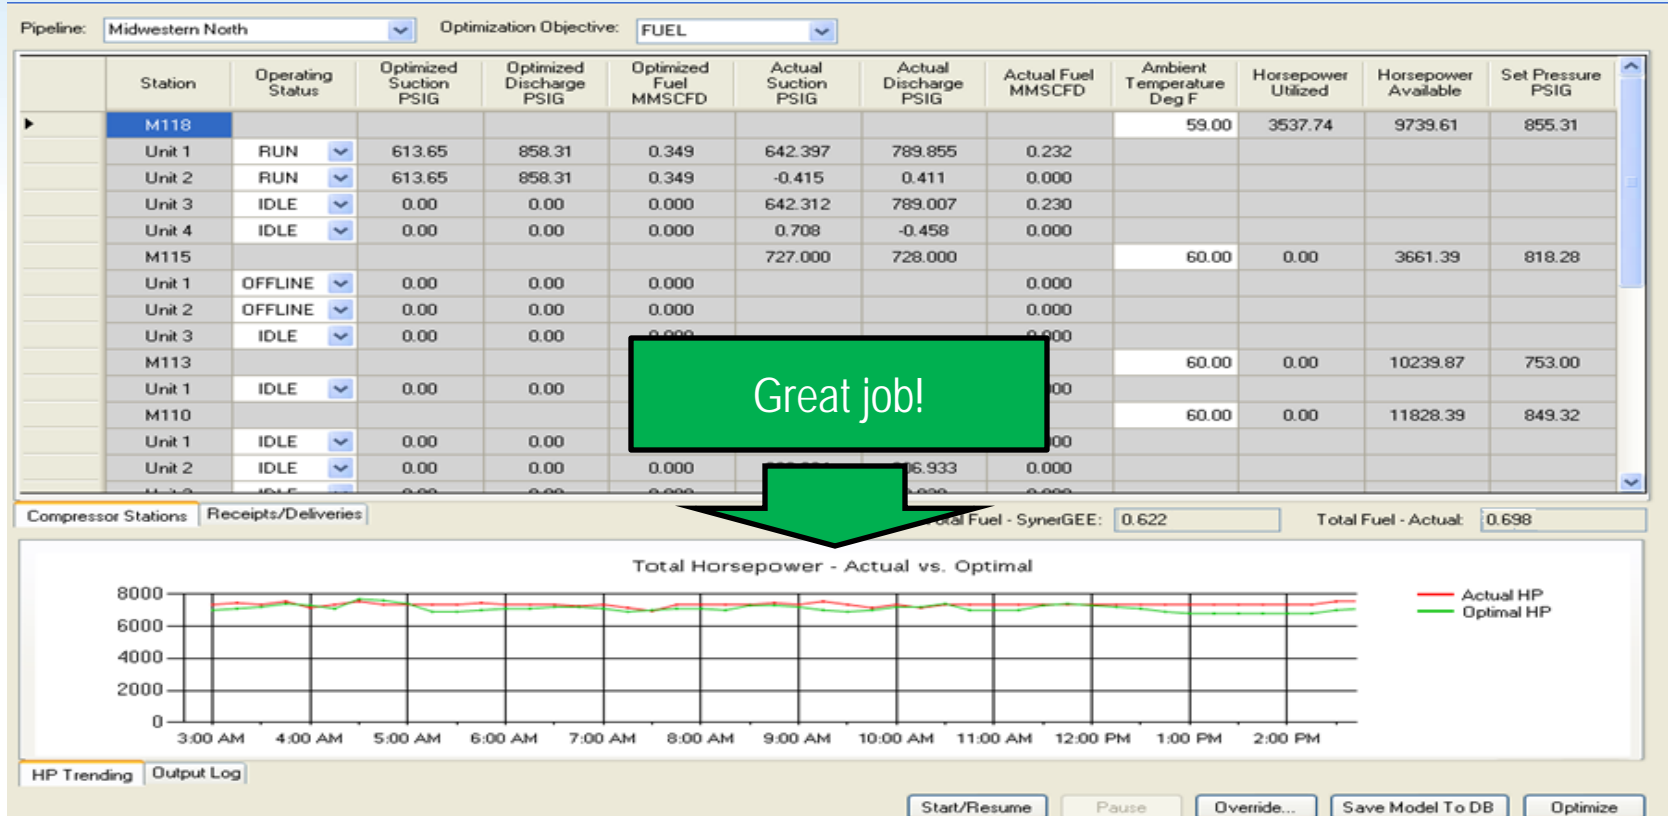 Pipeline: Midwestern North Optimization Objective: FUEL
Station Operating Status Optimized Suction PSIG Optimized Discharge PSIG Optimized Fuel MMSCFD Actual Suction PSIG Actual Discharge PSIG Actual Fuel MMSCFD Ambient Temperature Deg F Horsepower Utilized Horsepower Available Set Pressure PSIG
M118 59.00 3537.74 9739.61 855.31
Unit 1 RUN 613.65 858.31 0.349 642.397 789.855 0.232
Unit 2 RUN 613.65 858.31 0.349 -0.415 0.411 0.000
Unit 3 IDLE 0.00 0.00 0.000 642.312 789.007 0.230
Unit 4 IDLE 0.00 0.00 0.000 0.708 -0.458 0.000
M115 727.000 728.000 60.00 0.00 3661.39 818.28
Unit 1 OFFLINE 0.00 0.00 0.000 0.000
Unit 2 OFFLINE 0.00 0.00 0.000 0.000
Unit 3 IDLE 0.00 0.00
M113 60.00 0.00 10239.87 753.00
Unit 1 IDLE 0.00 0.00
Great job!
M110 60.00 0.00 11828.39 849.32
Unit 1 IDLE 0.00 0.00
Unit 2 IDLE 0.00 0.00 0.000 0.000
Compressor Stations Receipts/Deliveries Fuel - SynerGEE: 0.622 Total Fuel - Actual: 0.698
Total Horsepower - Actual vs. Optimal
8000
6000
4000
2000
0
Actual HP
Optimal HP
3:00 AM 4:00 AM 5:00 AM 6:00 AM 7:00 AM 8:00 AM 9:00 AM 10:00 AM 11:00 AM 12:00 PM 1:00 PM 2:00 PM
HP Trending Output Log
Start/Resume Pause Override... Save Model To DB Optimize